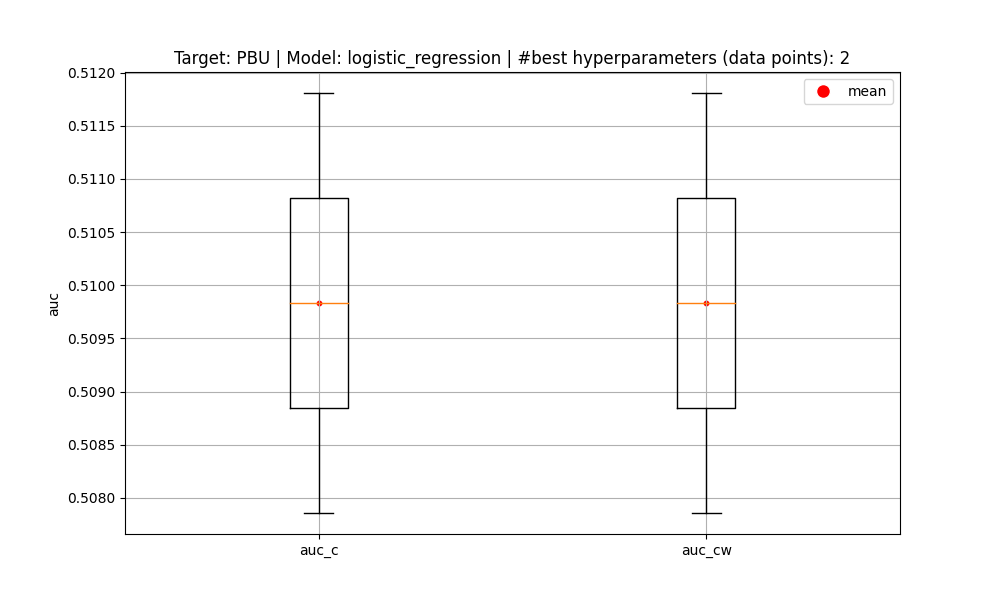 Target: PBU | Model: logistic_regression | #best hyperparameters (data points): 2
0.5120
mean
0.5115
0.5110
0.5105
0.5100
auc
0.5095
0.5090
0.5085
0.5080
auc_c
auc_cw